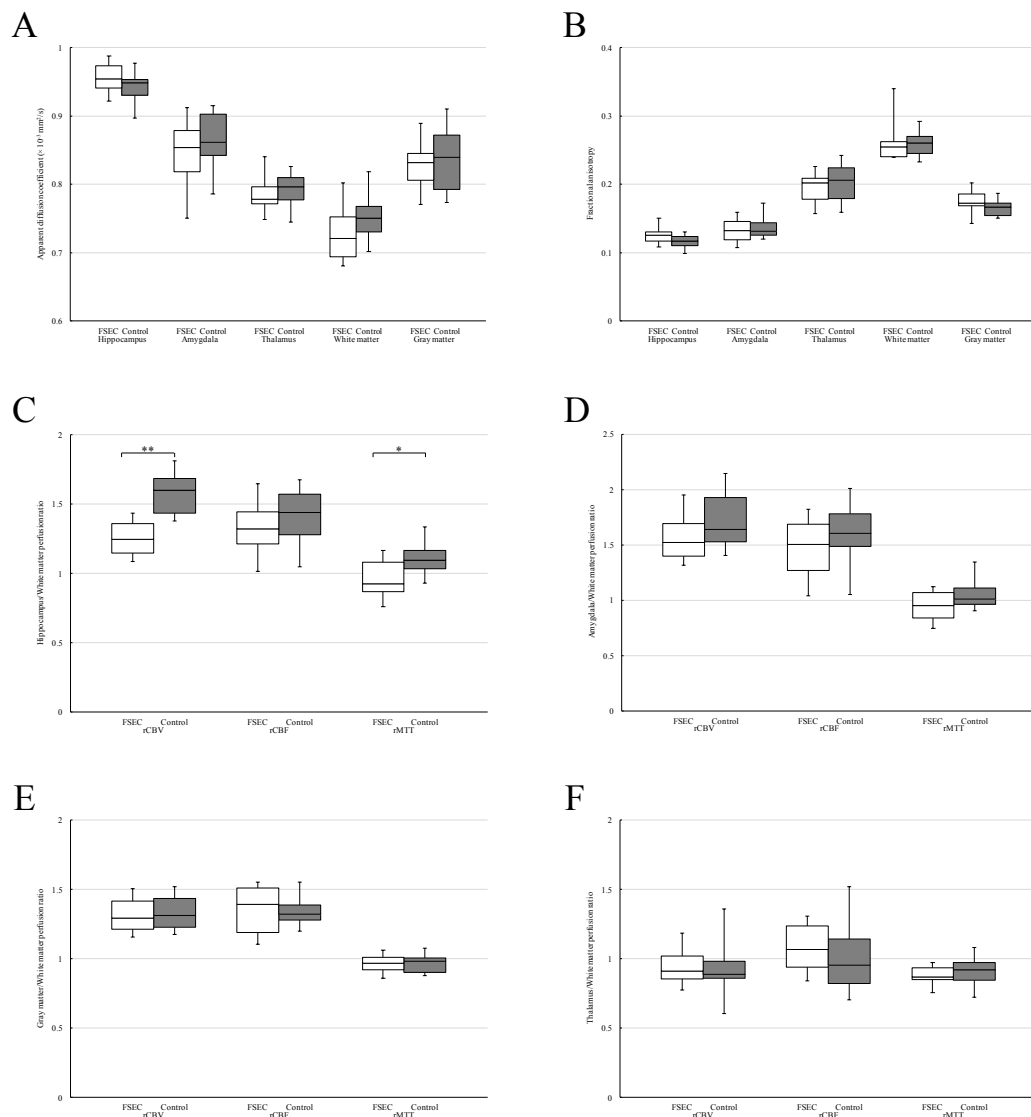 A
Apparent diffusion coefficient (× 10⁻³ mm²/s)
1
0.9
0.8
0.7
0.6
FSEC Control FSEC Control FSEC Control FSEC Control FSEC Control
Hippocampus Amygdala Thalamus White matter Gray matter
B
Fractional anisotropy
0.4
0.3
0.2
0.1
0
FSEC Control FSEC Control FSEC Control FSEC Control FSEC Control
Hippocampus Amygdala Thalamus White matter Gray matter
C
Hippocampus/White matter perfusion ratio
2
1.5
1
0.5
0
** *
FSEC Control FSEC Control FSEC Control
rCBV rCBF rMTT
D
Amygdala/White matter perfusion ratio
2.5
2
1.5
1
0.5
0
FSEC Control FSEC Control FSEC Control
rCBV rCBF rMTT
E
Gray matter/White matter perfusion ratio
2
1.5
1
0.5
0
FSEC Control FSEC Control FSEC Control
rCBV rCBF rMTT
F
Thalamus/White matter perfusion ratio
2
1.5
1
0.5
0
FSEC Control FSEC Control FSEC Control
rCBV rCBF rMTT